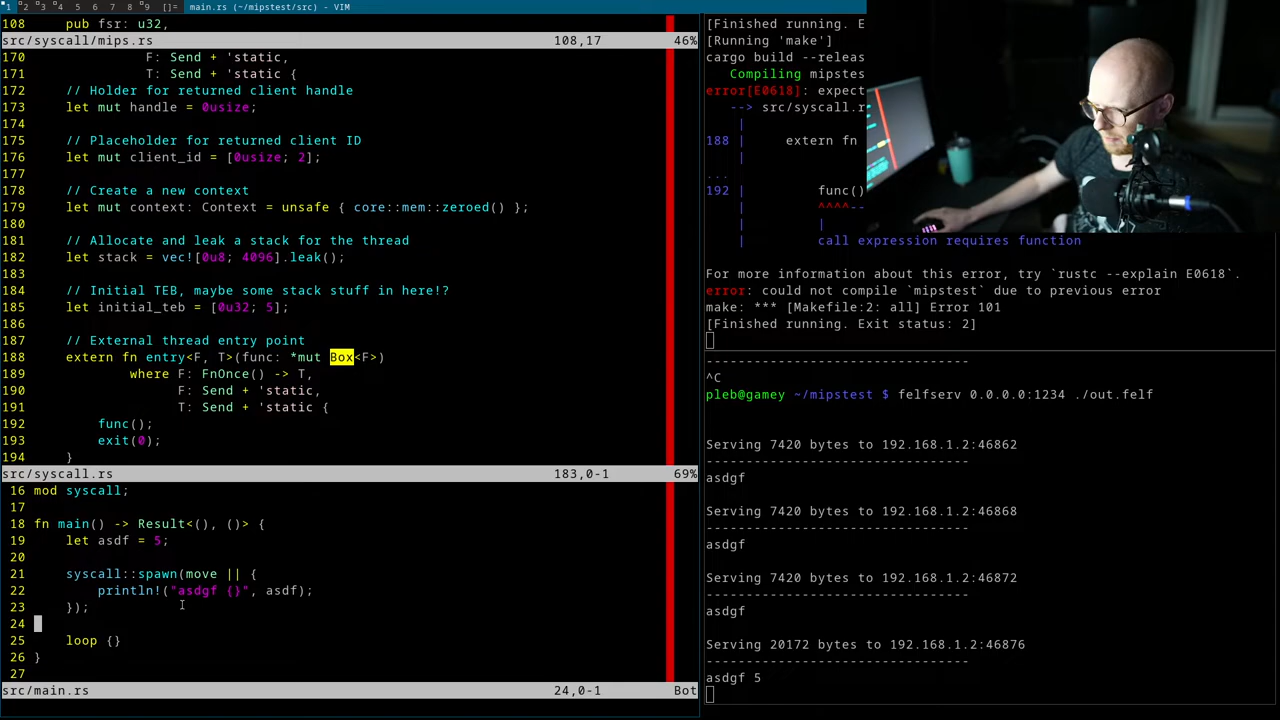 1 2 3 4 5 6 7 8 9 []= main.rs (~/mipstest/src) - VIM
108 pub fsr: u32,
src/syscall/mips.rs 108,17 46%
170 F: Send + 'static,
171 T: Send + 'static {
172 // Holder for returned client handle
173 let mut handle = 0usize;
174
175 // Placeholder for returned client ID
176 let mut client_id = [0usize; 2];
177
178 // Create a new context
179 let mut context: Context = unsafe { core::mem::zeroed() };
180
181 // Allocate and leak a stack for the thread
182 let stack = vec![0u8; 4096].leak();
183
184 // Initial TEB, maybe some stack stuff in here!?
185 let initial_teb = [0u32; 5];
186
187 // External thread entry point
188 extern fn entry<F, T>(func: *mut Box<F>)
189 where F: FnOnce() -> T,
190 F: Send + 'static,
191 T: Send + 'static {
192 func();
193 exit(0);
194 }
src/syscall.rs 183,0-1 69%
16 mod syscall;
17
18 fn main() -> Result<(), ()> {
19 let asdf = 5;
20
21 syscall::spawn(move || {
22 println!("asdgf {}", asdf);
23 });
24
25 loop {}
26 }
27
src/main.rs 24,0-1 Bot
[Finished running. E
[Running 'make']
cargo build --releas
Compiling mipstes
error[E0618]: expect
--> src/syscall.r
|
188 | extern fn
|
...
192 | func()
| ^^^^--
| |
| call expression requires function
For more information about this error, try `rustc --explain E0618`.
error: could not compile `mipstest` due to previous error
make: *** [Makefile:2: all] Error 101
[Finished running. Exit status: 2]
---------------------------------
^C
pleb@gamey ~/mipstest $ felfserv 0.0.0.0:1234 ./out.felf
Serving 7420 bytes to 192.168.1.2:46862
---------------------------------
asdgf
Serving 7420 bytes to 192.168.1.2:46868
---------------------------------
asdgf
Serving 7420 bytes to 192.168.1.2:46872
---------------------------------
asdgf
Serving 20172 bytes to 192.168.1.2:46876
---------------------------------
asdgf 5